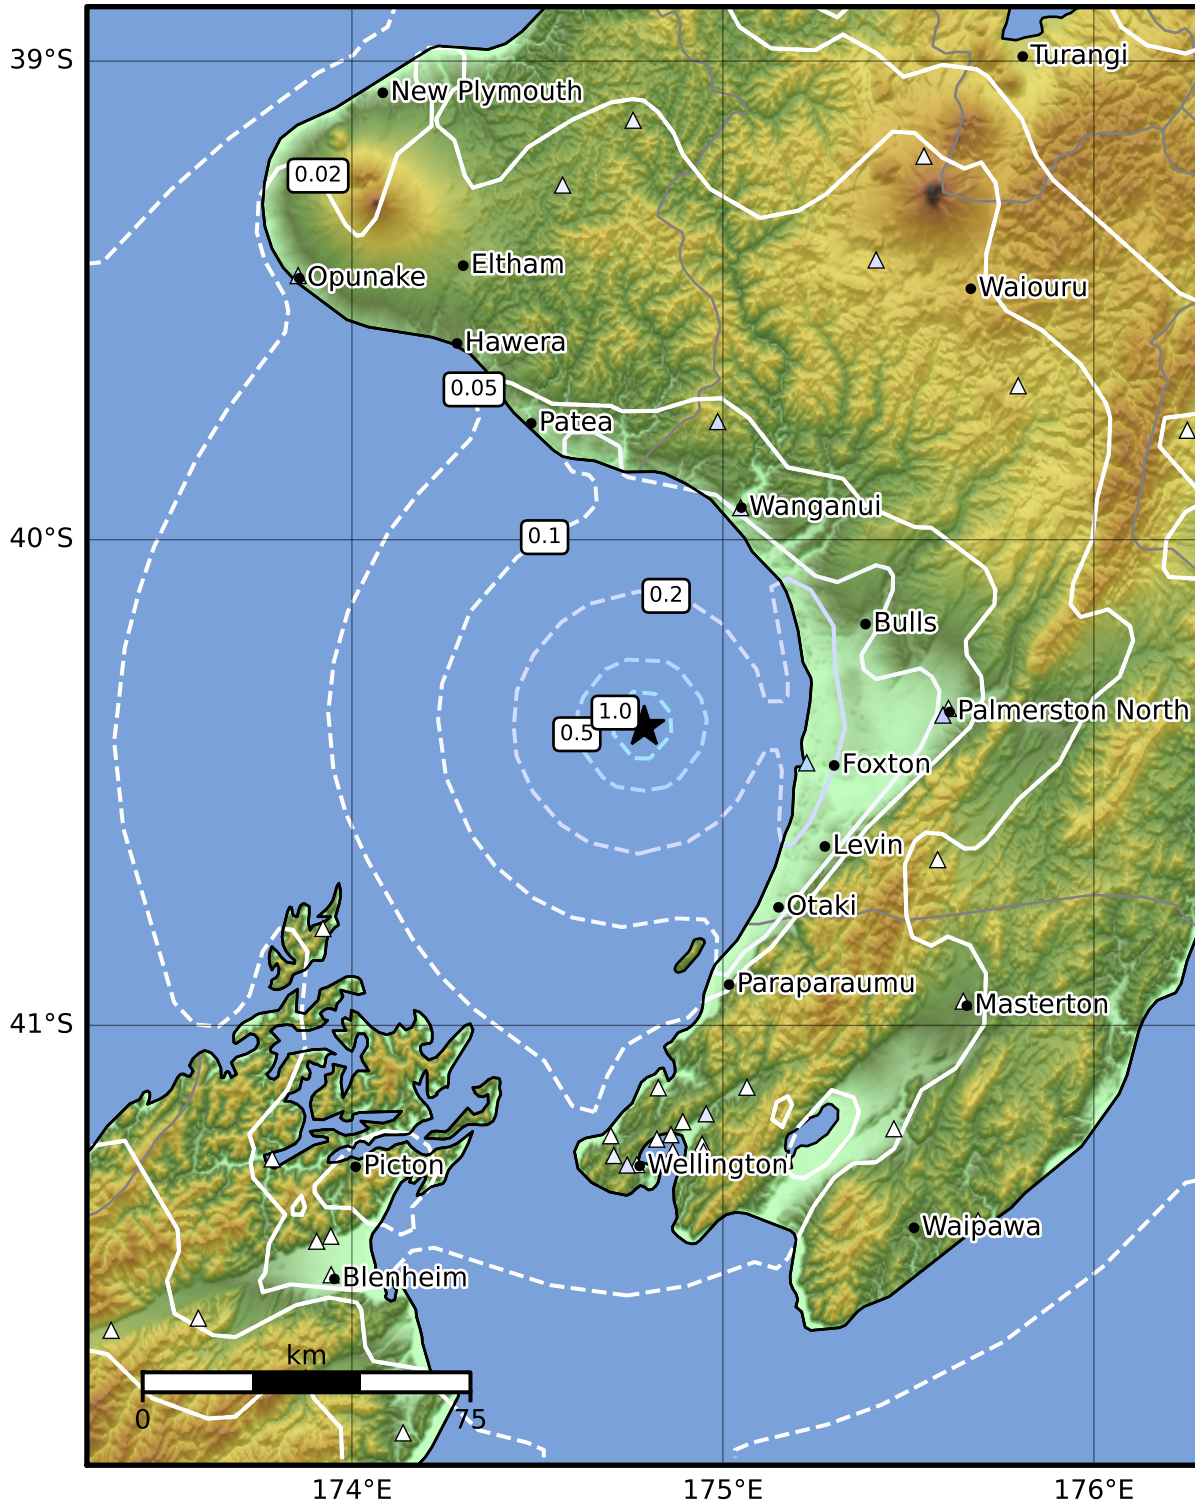 39°S
Turangi
New Plymouth
0.02
Eltham
Opunake
Waiouru
Hawera
0.05
Patea
Wanganui
40°S
0.1
0.2
Bulls
1.0
Palmerston North
0.5
Foxton
Levin
Otaki
Paraparaumu
Masterton
41°S
Picton
Wellington
Waipawa
Blenheim
km
0
75
174°E
175°E
176°E